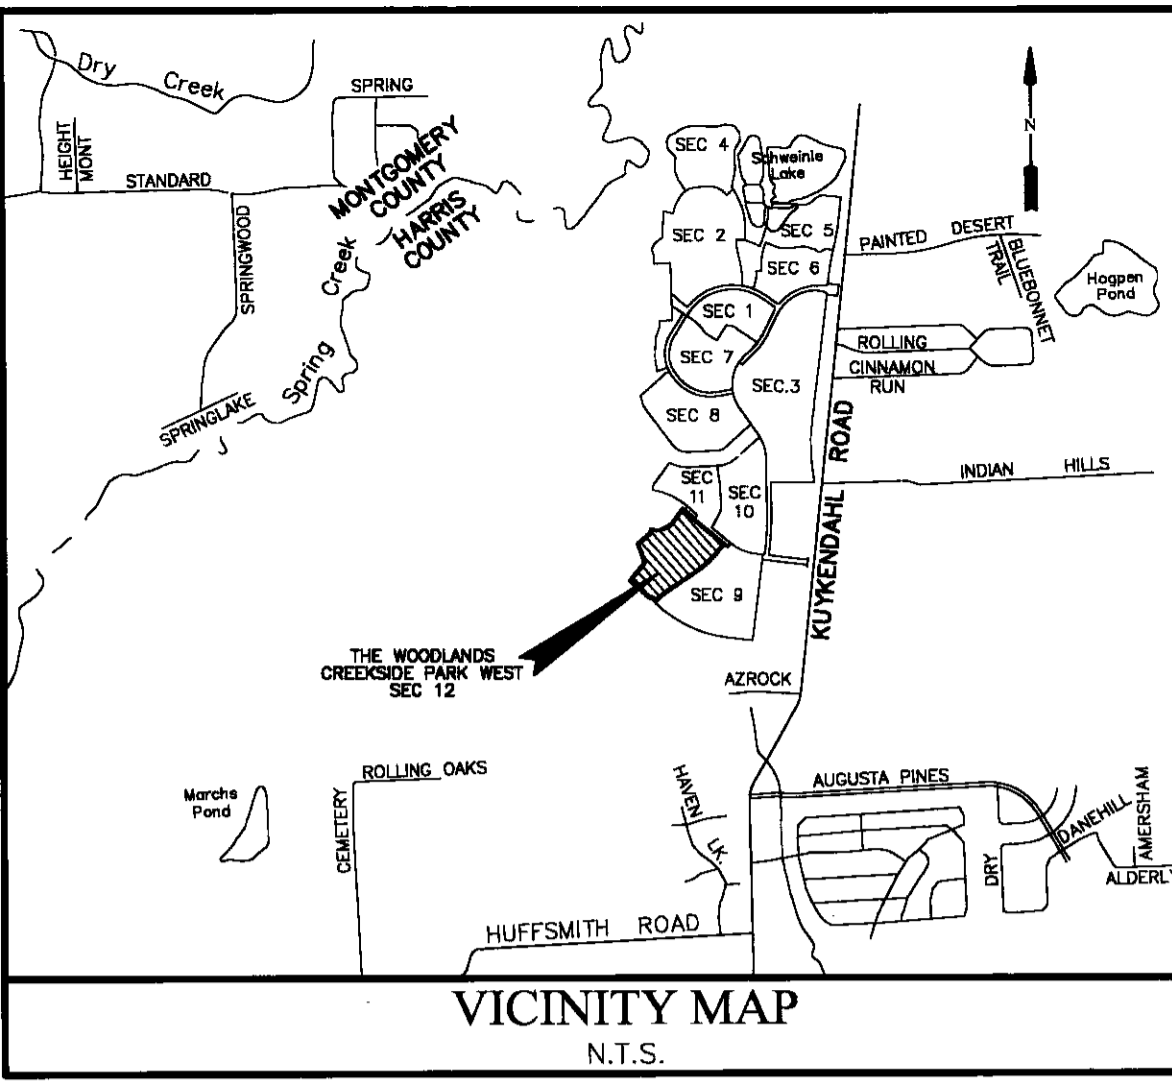 Dry Creek
SPRING
HEIGHT
MONT
STANDARD
MONTGOMERY
COUNTY
HARRIS
COUNTY
SPRINGWOOD
Spring Creek
SPRINGLAKE
SEC 4
Schweinle
Lake
N
SEC 2
SEC 5
SEC 6
PAINTED DESERT
BLUEBONNET
TRAIL
Hogpen
Pond
SEC 1
SEC 7
SEC.3
ROLLING
CINNAMON
RUN
SEC 8
KUYKENDAHL ROAD
INDIAN HILLS
SEC
11
SEC
10
SEC 9
THE WOODLANDS
CREEKSIDE PARK WEST
SEC 12
AZROCK
ROLLING OAKS
Marchs
Pond
CEMETERY
HAVEN LK.
AUGUSTA PINES
DANEHILL
AMERSHAM
DRY
ALDERLY
HUFFSMITH ROAD
VICINITY MAP
N.T.S.